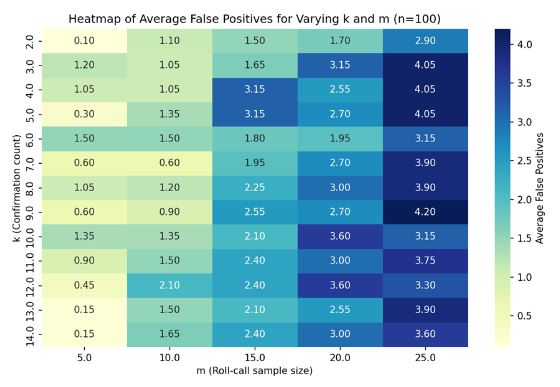 Heatmap of Average False Positives for Varying k and m (n=100)
2.0 0.10 1.10 1.50 1.70 2.90
3.0 1.20 1.05 1.65 3.15 4.05
4.0 1.05 1.05 3.15 2.55 4.05
5.0 0.30 1.35 3.15 2.70 4.05
6.0 1.50 1.50 1.80 1.95 3.15
7.0 0.60 0.60 1.95 2.70 3.90
8.0 1.05 1.20 2.25 3.00 3.90
9.0 0.60 0.90 2.55 2.70 4.20
10.0 1.35 1.35 2.10 3.60 3.15
11.0 0.90 1.50 2.40 3.00 3.75
12.0 0.45 2.10 2.40 3.60 3.30
13.0 0.15 1.50 2.10 2.55 3.90
14.0 0.15 1.65 2.40 3.00 3.60
5.0 10.0 15.0 20.0 25.0
m (Roll-call sample size)
k (Confirmation count)
4.0
3.5
3.0
2.5
2.0
1.5
1.0
0.5
Average False Positives